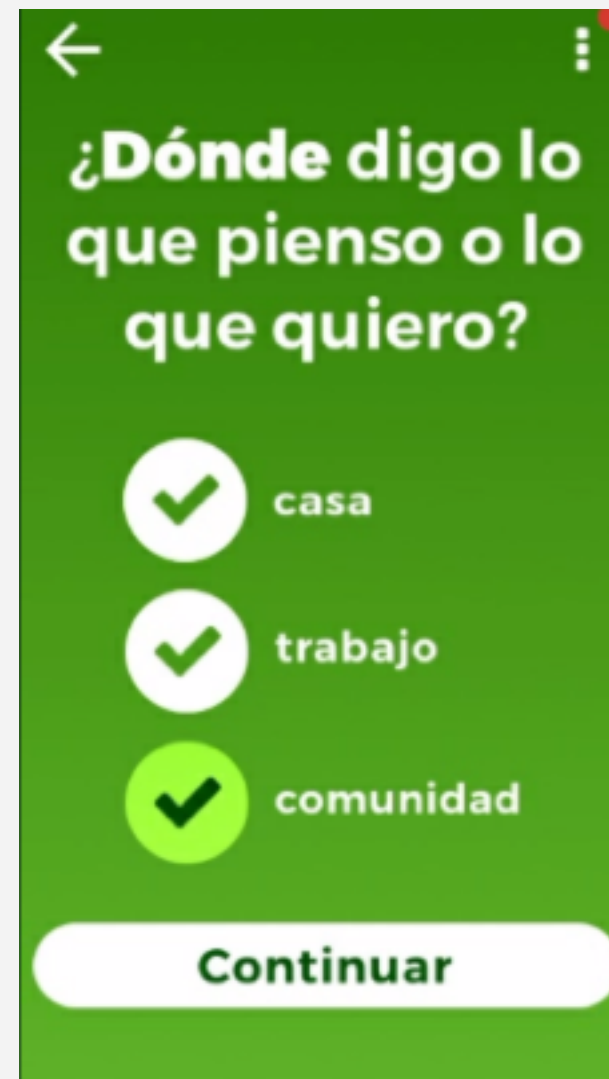 ¿Dónde digo lo
que pienso o lo
que quiero?
casa
trabajo
comunidad
Continuar